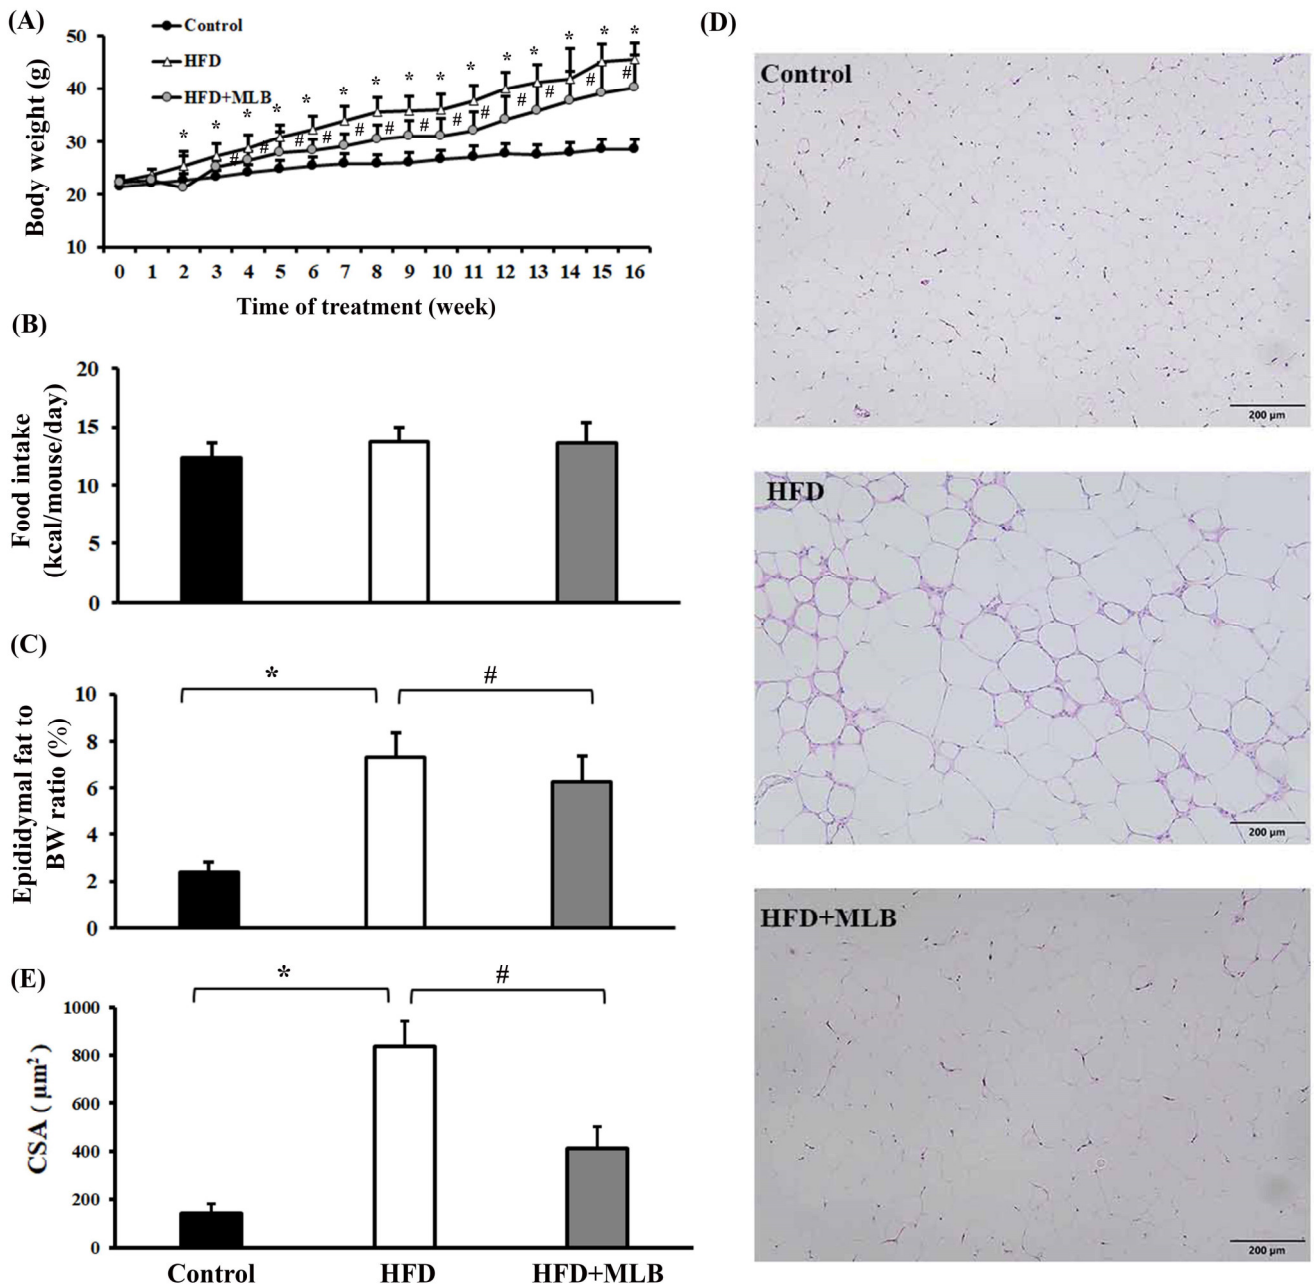 (A)
Control
HFD
HFD+MLB
Body weight (g)
50
40
30
20
10
* * * * * * * * * * * * * * *
# # # # # # # # # # # # #
0 1 2 3 4 5 6 7 8 9 10 11 12 13 14 15 16
Time of treatment (week)
(B)
Food intake
(kcal/mouse/day)
20
15
10
5
0
(C)
* #
Epididymal fat to
BW ratio (%)
10
8
6
4
2
0
(E)
* #
CSA ( μm²)
1000
800
600
400
200
0
Control HFD HFD+MLB
(D)
Control
200 μm
HFD
200 μm
HFD+MLB
200 μm